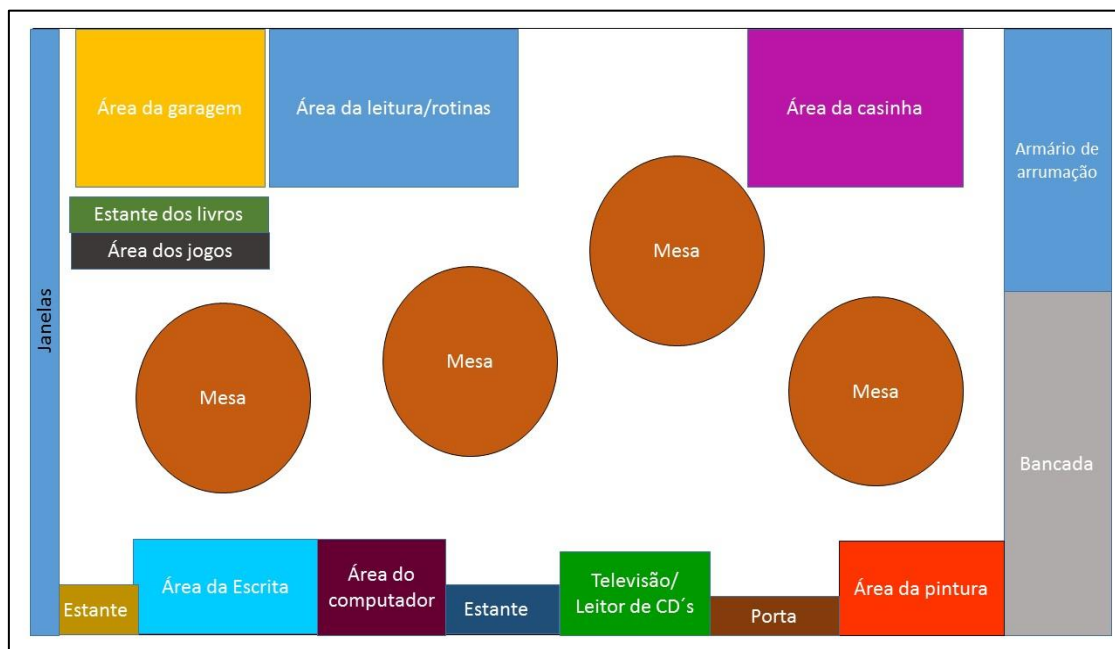 Área da garagem
Área da leitura/rotinas
Área da casinha
Armário de
arrumação
Estante dos livros
Área dos jogos
Janelas
Mesa
Mesa
Mesa
Mesa
Bancada
Estante
Área da Escrita
Área do
computador
Estante
Televisão/
Leitor de CD´s
Porta
Área da pintura